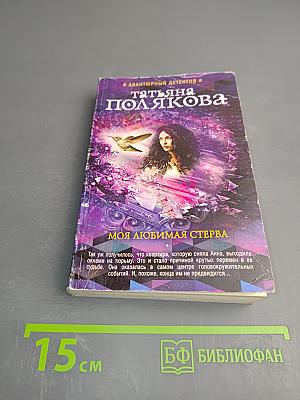 АВАНТЮРНЫЙ ДЕТЕКТИВ
ТАТЬЯНА
ПОЛЯКОВА
МОЯ ЛЮБИМАЯ СТЕРВА
Так уж получилось, что квартира, которую сняла Анна, выходила
окнами на тюрьму. Это и стало причиной крутых перемен в ее
судьбе. Она оказалась в самом центре головокружительных
событий. И, похоже, конца им не предвидится...
15 см
БФ БИБЛИОФАН